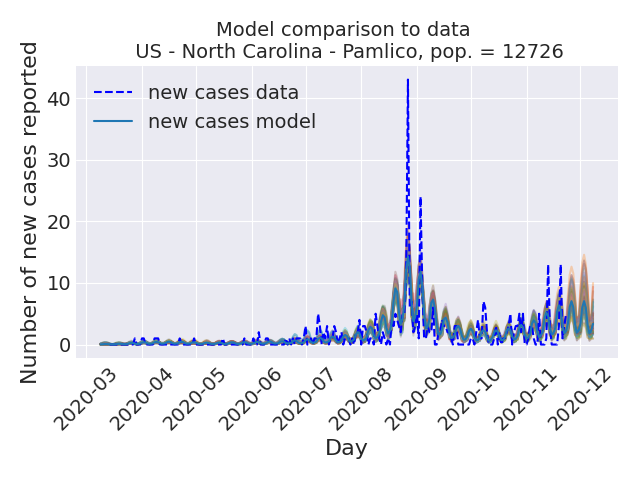 Model comparison to data
US - North Carolina - Pamlico, pop. = 12726
Number of new cases reported
new cases data
new cases model
40
30
20
10
0
2020-03
2020-04
2020-05
2020-06
2020-07
2020-08
2020-09
2020-10
2020-11
2020-12
Day